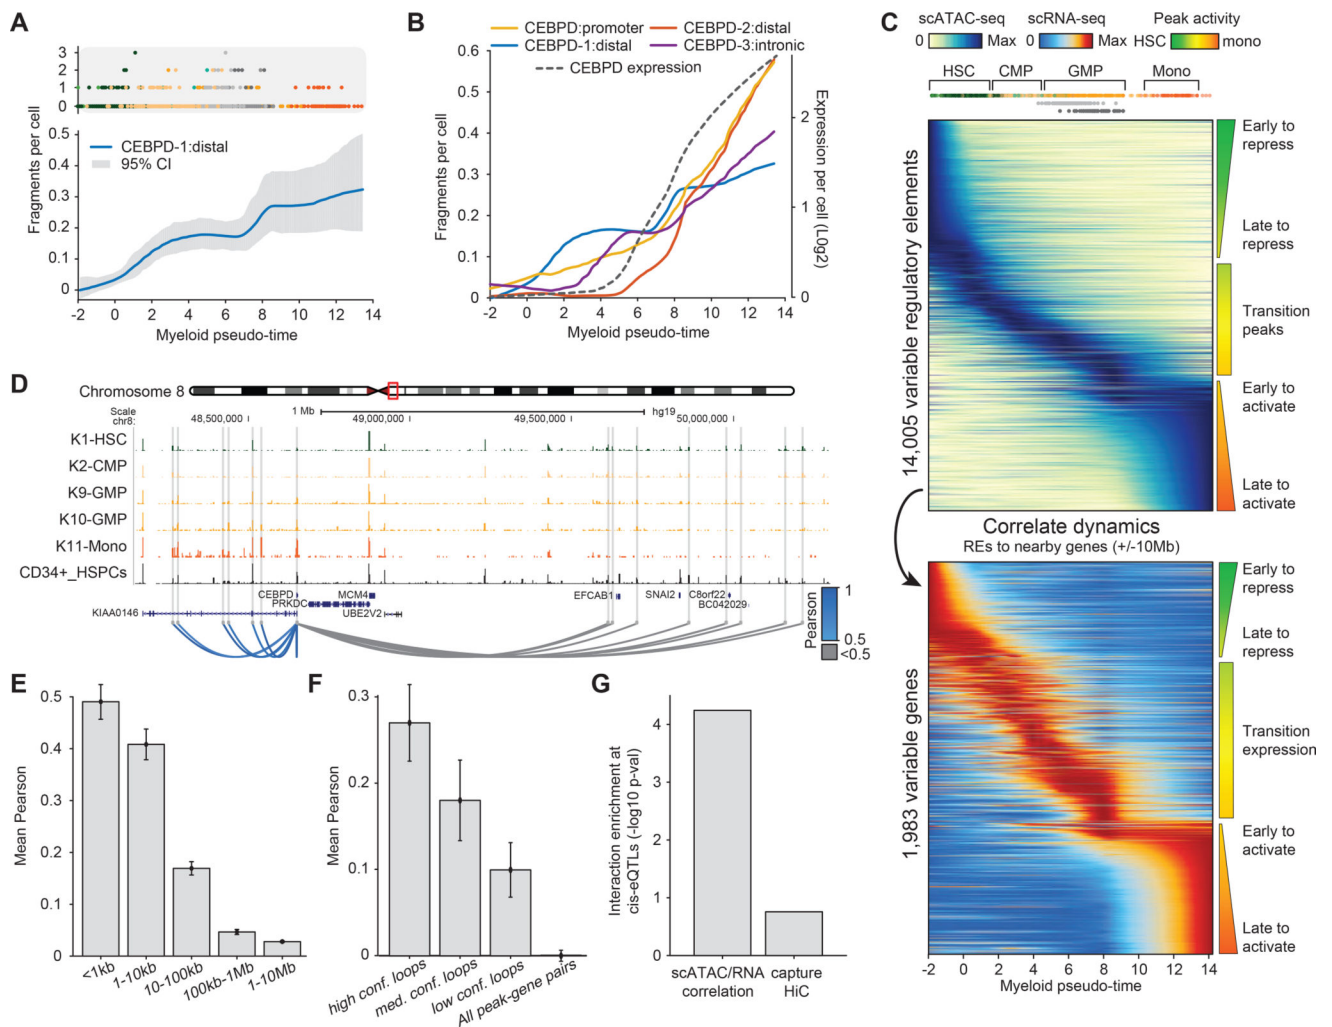 A
3
2
1
0
Fragments per cell
0.5
0.4
0.3
0.2
0.1
0
CEBPD-1:distal
95% CI
-2 0 2 4 6 8 10 12 14
Myeloid pseudo-time
B
CEBPD:promoter CEBPD-2:distal
CEBPD-1:distal CEBPD-3:intronic
CEBPD expression
Fragments per cell
0.6
0.5
0.4
0.3
0.2
0.1
0
2
1
0
Expression per cell (L0g2)
-2 0 2 4 6 8 10 12 14
Myeloid pseudo-time
C
scATAC-seq scRNA-seq Peak activity
0 Max 0 Max HSC mono
HSC CMP GMP Mono
14,005 variable regulatory elements
Early to repress
Late to repress
Transition peaks
Early to activate
Late to activate
Correlate dynamics
REs to nearby genes (+/-10Mb)
1,983 variable genes
Early to repress
Late to repress
Transition expression
Early to activate
Late to activate
-2 0 2 4 6 8 10 12 14
Myeloid pseudo-time
D
Chromosome 8
Scale 1 Mb hg19
chr8: 48,500,000 49,000,000 49,500,000 50,000,000
K1-HSC
K2-CMP
K9-GMP
K10-GMP
K11-Mono
CD34+_HSPCs
CEBPD MCM4 EFCAB1 SNAI2 C8orf22
PRKDC BC042029
KIAA0146 UBE2V2
Pearson
1
0.5
<0.5
E
Mean Pearson
0.5
0.4
0.3
0.2
0.1
0
<1kb 1-10kb 10-100kb 100kb-1Mb 1-10Mb
F
Mean Pearson
0.3
0.2
0.1
0
high conf. loops med. conf. loops low conf. loops All peak-gene pairs
G
Interaction enrichment at
cis-eQTLs (-log10 p-val)
4
3
2
1
0
scATAC/RNA capture
correlation HiC